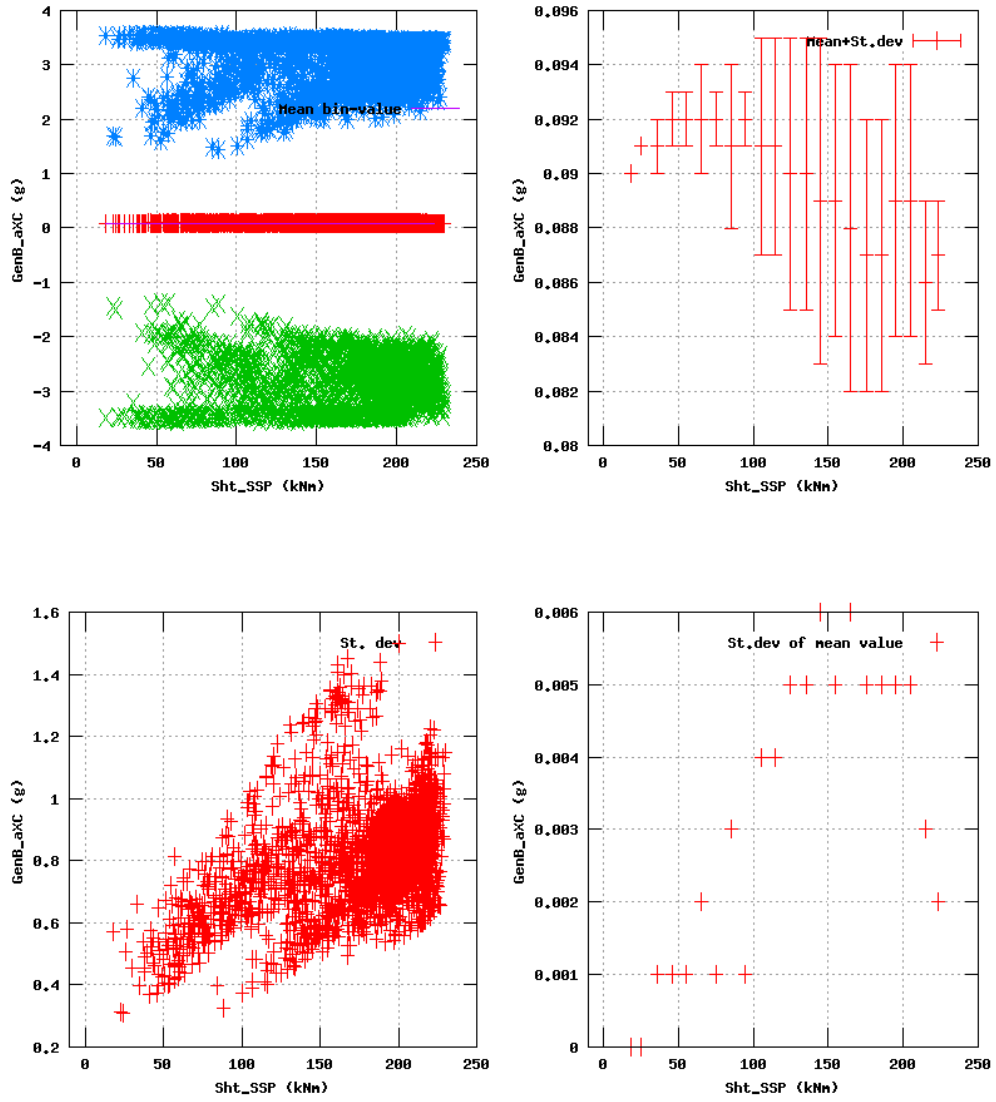 4
3
2
1
0
-1
-2
-3
-4
0 50 100 150 200 250
GenB_aXC (g)
Sht_SSP (kNm)
Mean bin-value
0.096
0.094
0.092
0.09
0.088
0.086
0.084
0.082
0.08
0 50 100 150 200 250
GenB_aXC (g)
Sht_SSP (kNm)
Mean+St.dev
1.6
1.4
1.2
1
0.8
0.6
0.4
0.2
0 50 100 150 200 250
GenB_aXC (g)
Sht_SSP (kNm)
St. dev
0.006
0.005
0.004
0.003
0.002
0.001
0
0 50 100 150 200 250
GenB_aXC (g)
Sht_SSP (kNm)
St.dev of mean value